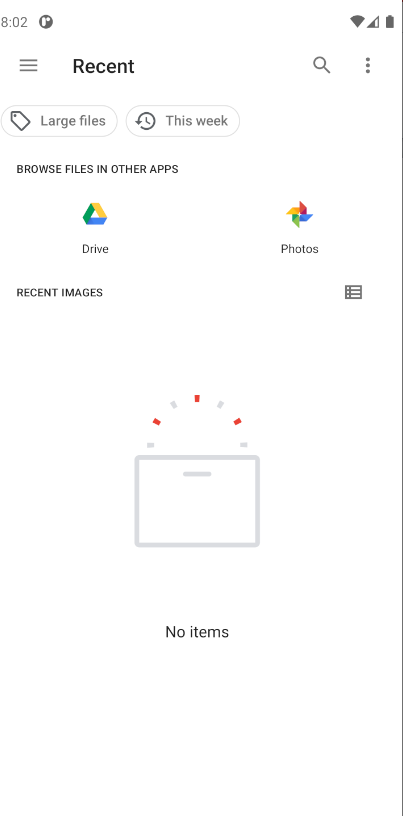 8:02
Recent
Large files
This week
BROWSE FILES IN OTHER APPS
Drive
Photos
RECENT IMAGES
No items